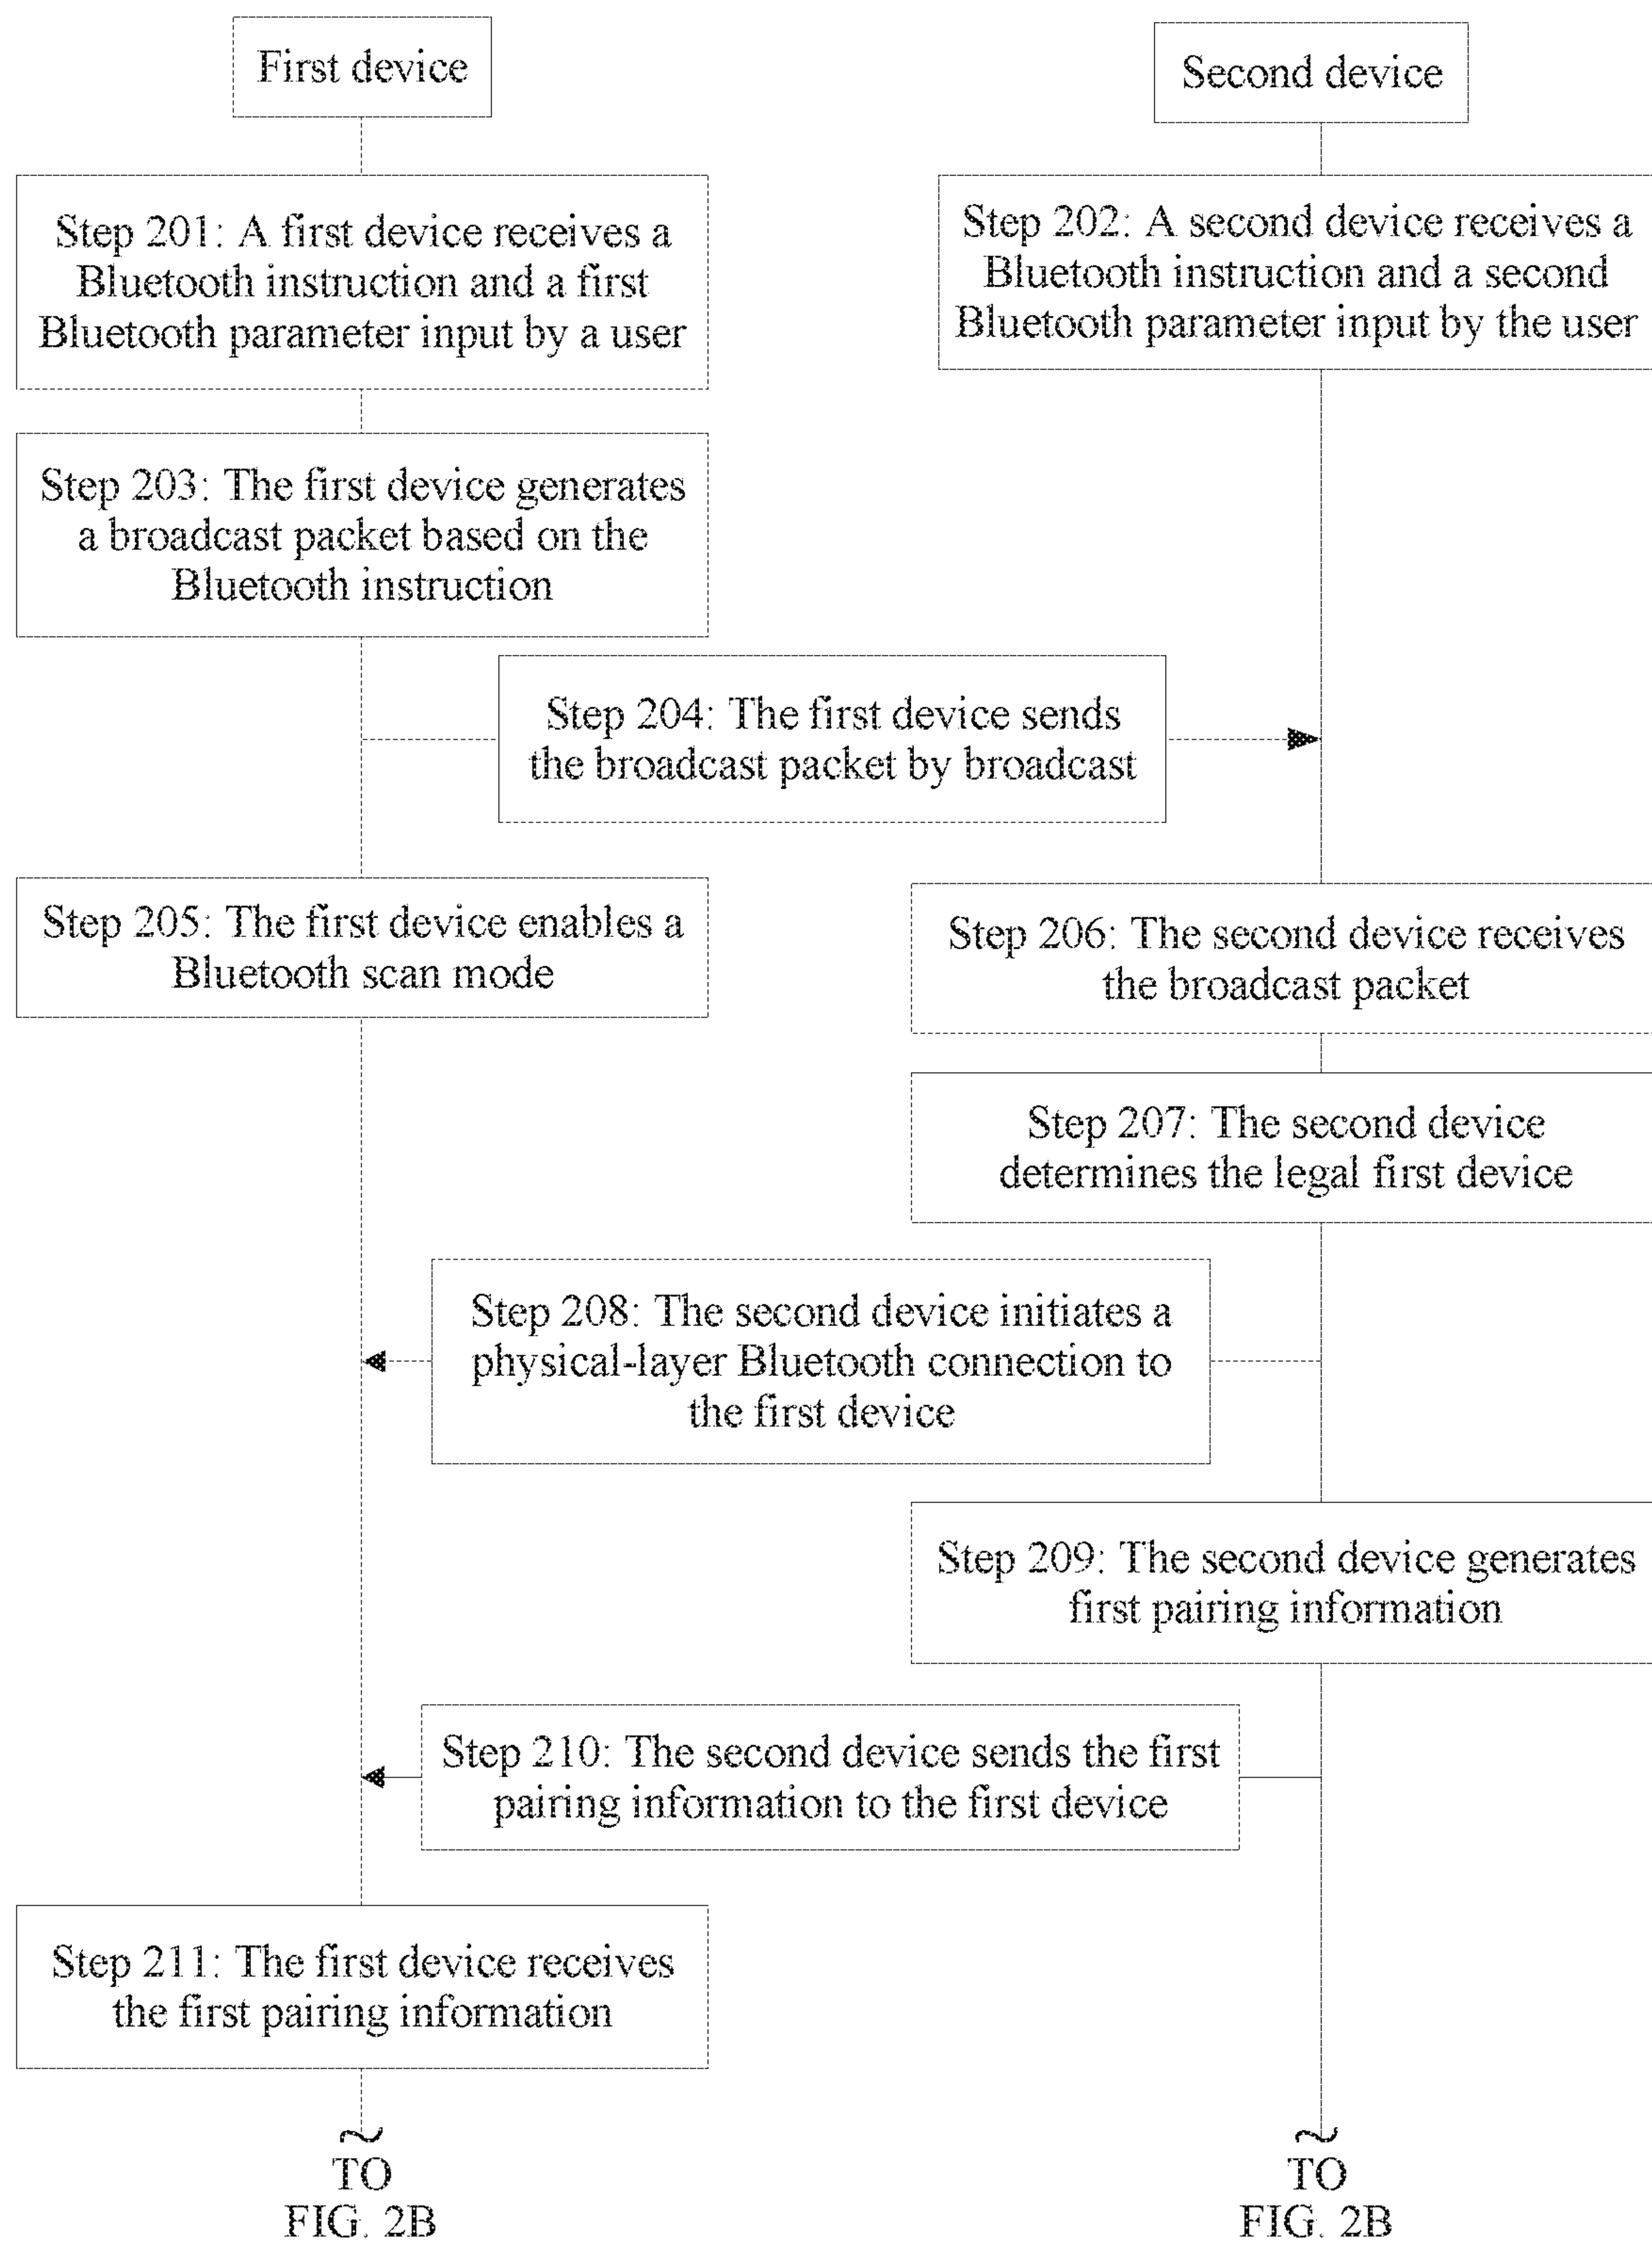 First device
Second device
Step 201: A first device receives a
Bluetooth instruction and a first
Bluetooth parameter input by a user
Step 202: A second device receives a
Bluetooth instruction and a second
Bluetooth parameter input by the user
Step 203: The first device generates
a broadcast packet based on the
Bluetooth instruction
Step 204: The first device sends
the broadcast packet by broadcast
Step 205: The first device enables a
Bluetooth scan mode
Step 206: The second device receives
the broadcast packet
Step 207: The second device
determines the legal first device
Step 208: The second device initiates a
physical-layer Bluetooth connection to
the first device
Step 209: The second device generates
first pairing information
Step 210: The second device sends the first
pairing information to the first device
Step 211: The first device receives
the first pairing information
~
TO
FIG. 2B
~
TO
FIG. 2B